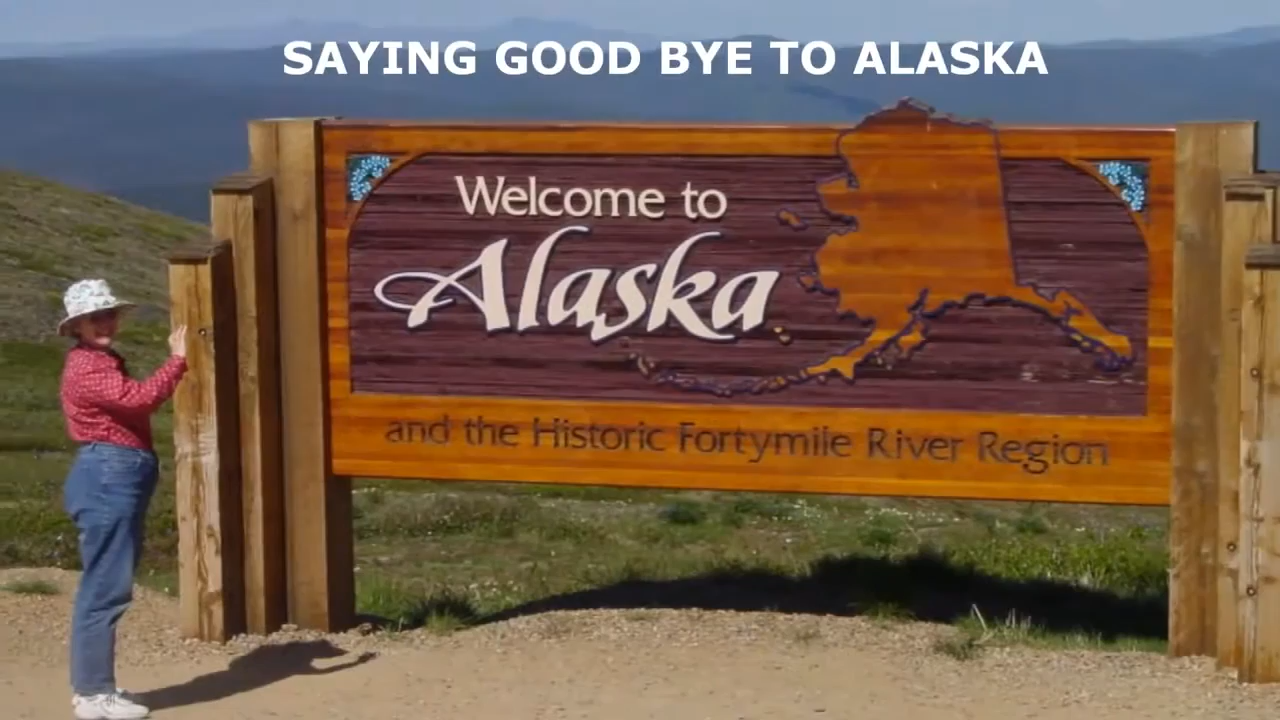 SAYING GOOD BYE TO ALASKA
Welcome to
Alaska
and the Historic Fortymile River Region